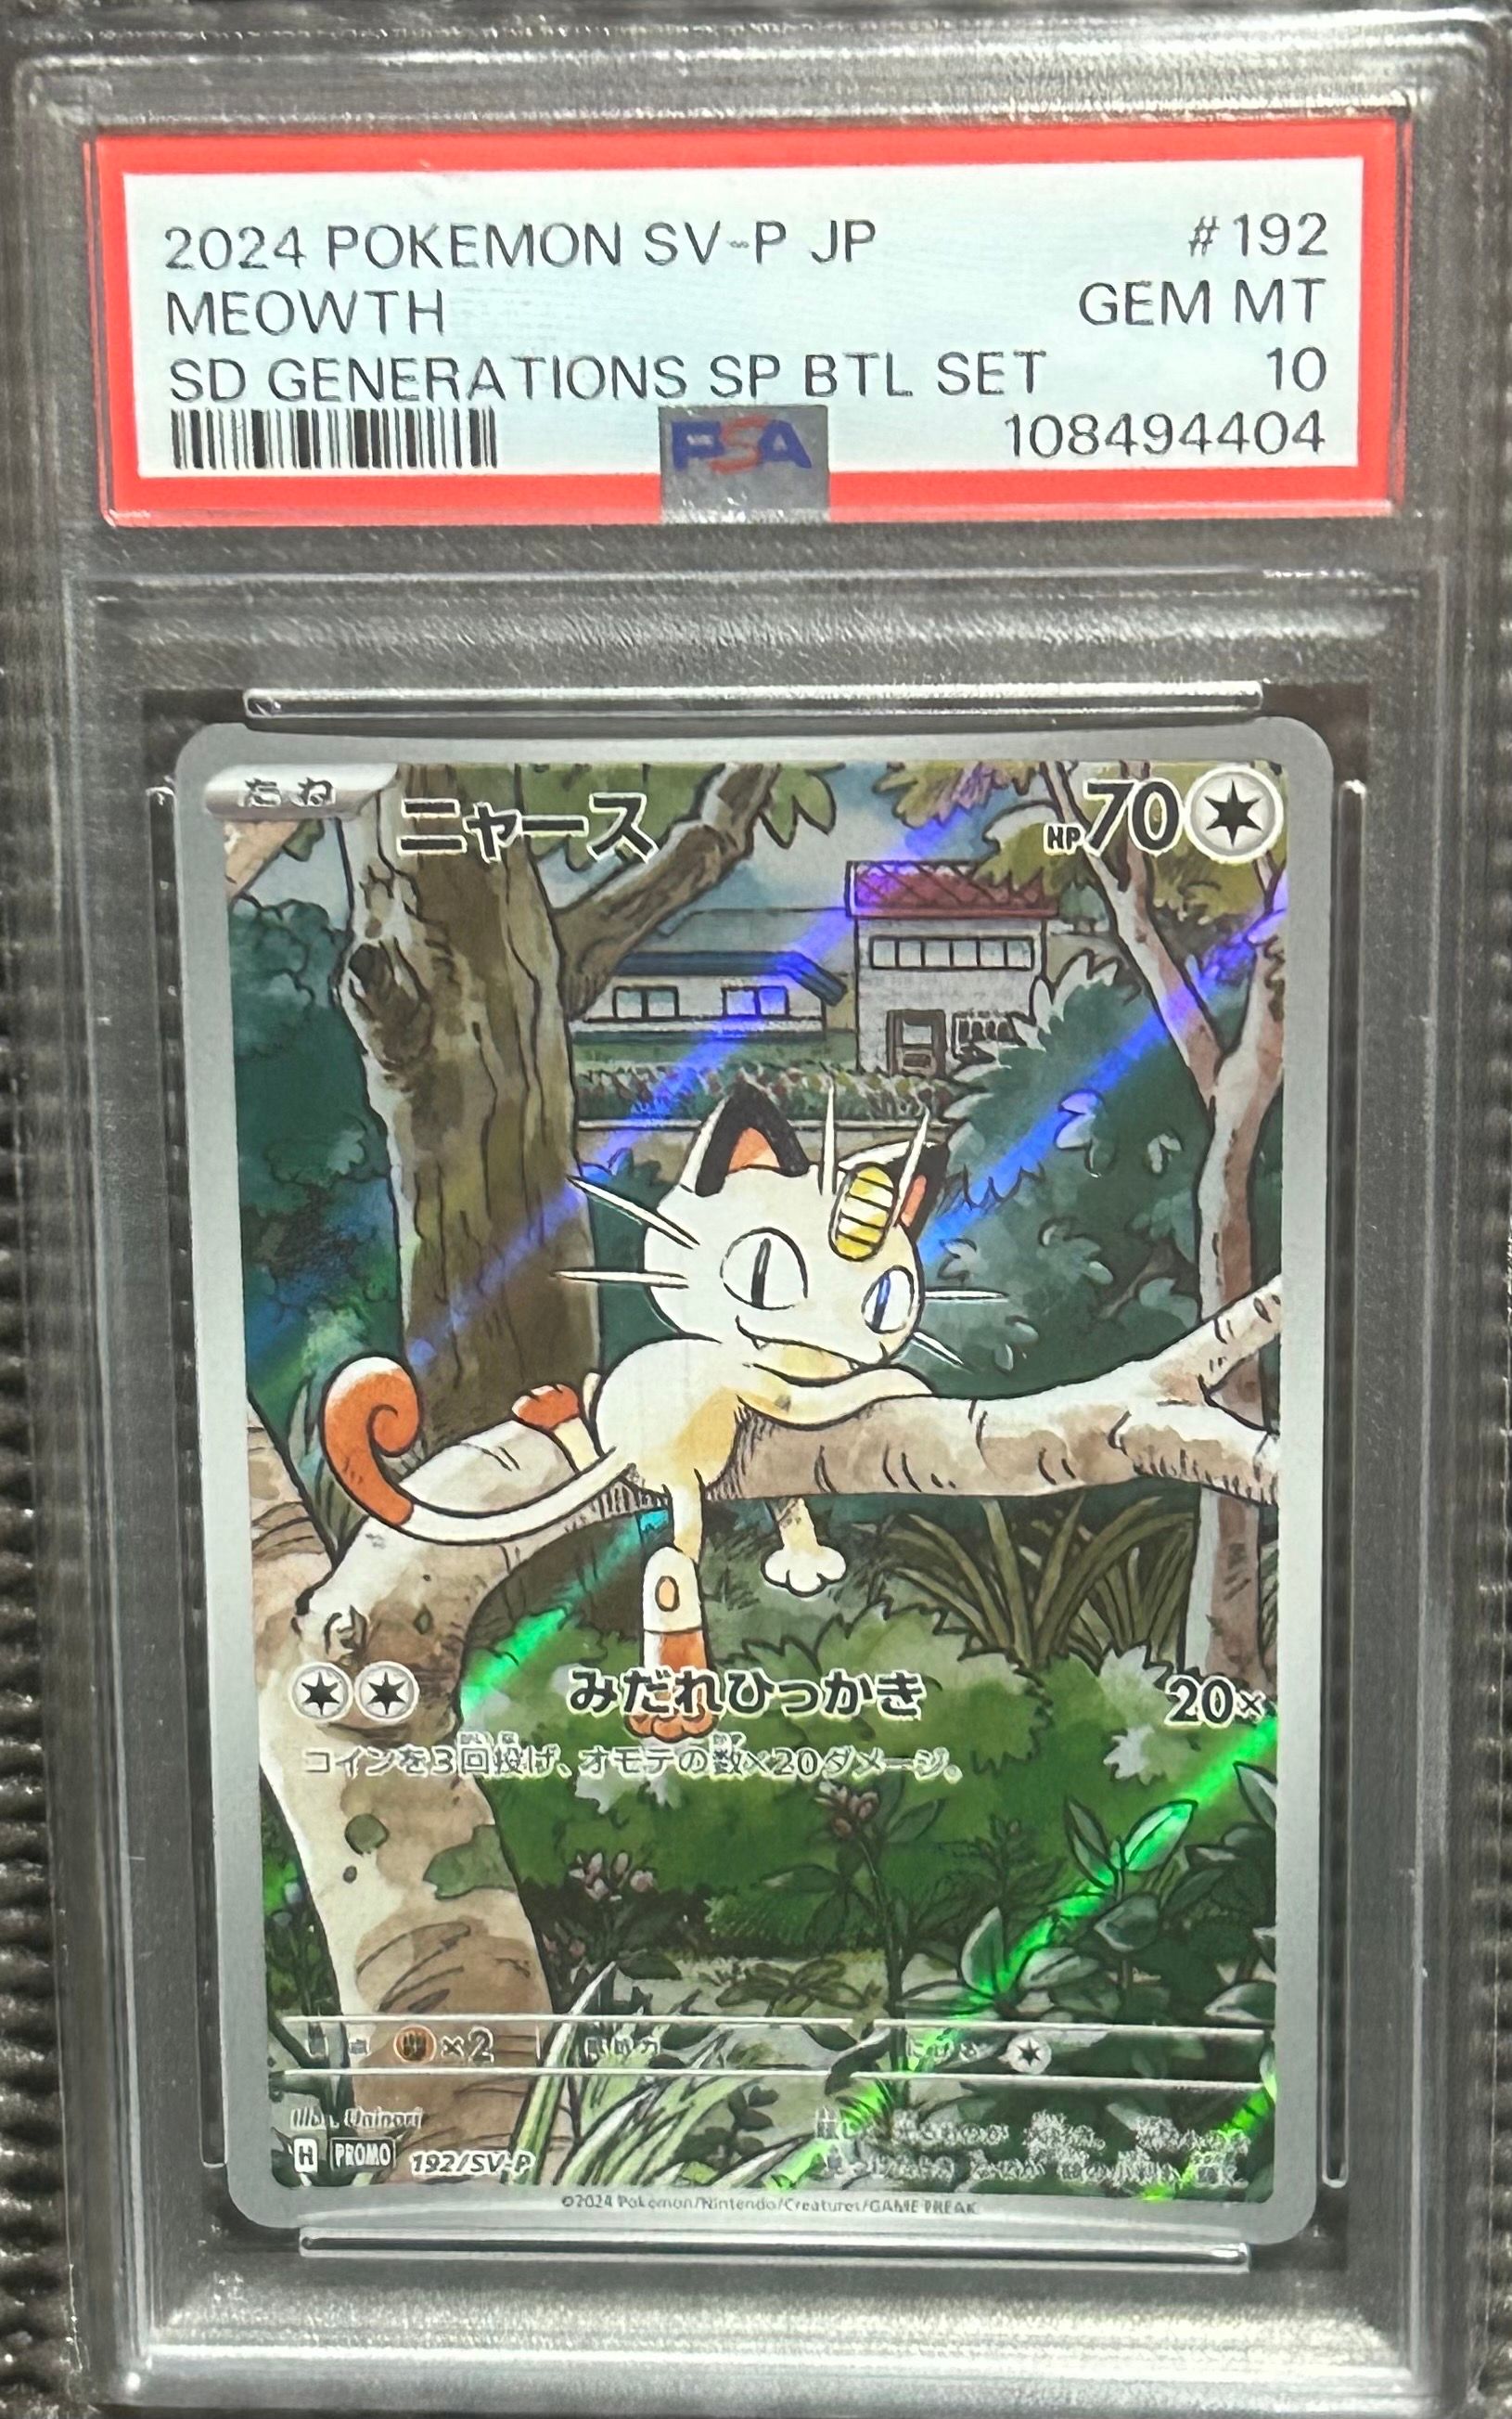 2024 POKEMON SV-P JP #192
MEOWTH GEM MT
SD GENERATIONS SP BTL SET 10
PSA 108494404
たね ニャース HP70
みだれひっかき 20×
コインを3回投げ、オモテの数×20ダメージ。
×2
Illus. Uninori
H PROMO 192/SV-P
©2024 Pokémon/Nintendo/Creatures/GAME FREAK